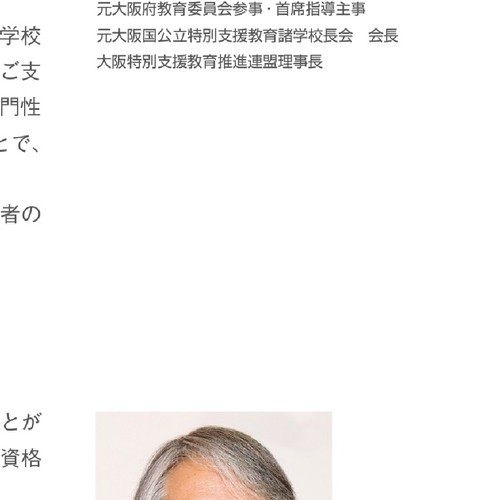 学校
ご支
門性
とで、
者の
とが
資格
元大阪府教育委員会参事・首席指導主事
元大阪国公立特別支援教育諸学校長会　会長
大阪特別支援教育推進連盟理事長